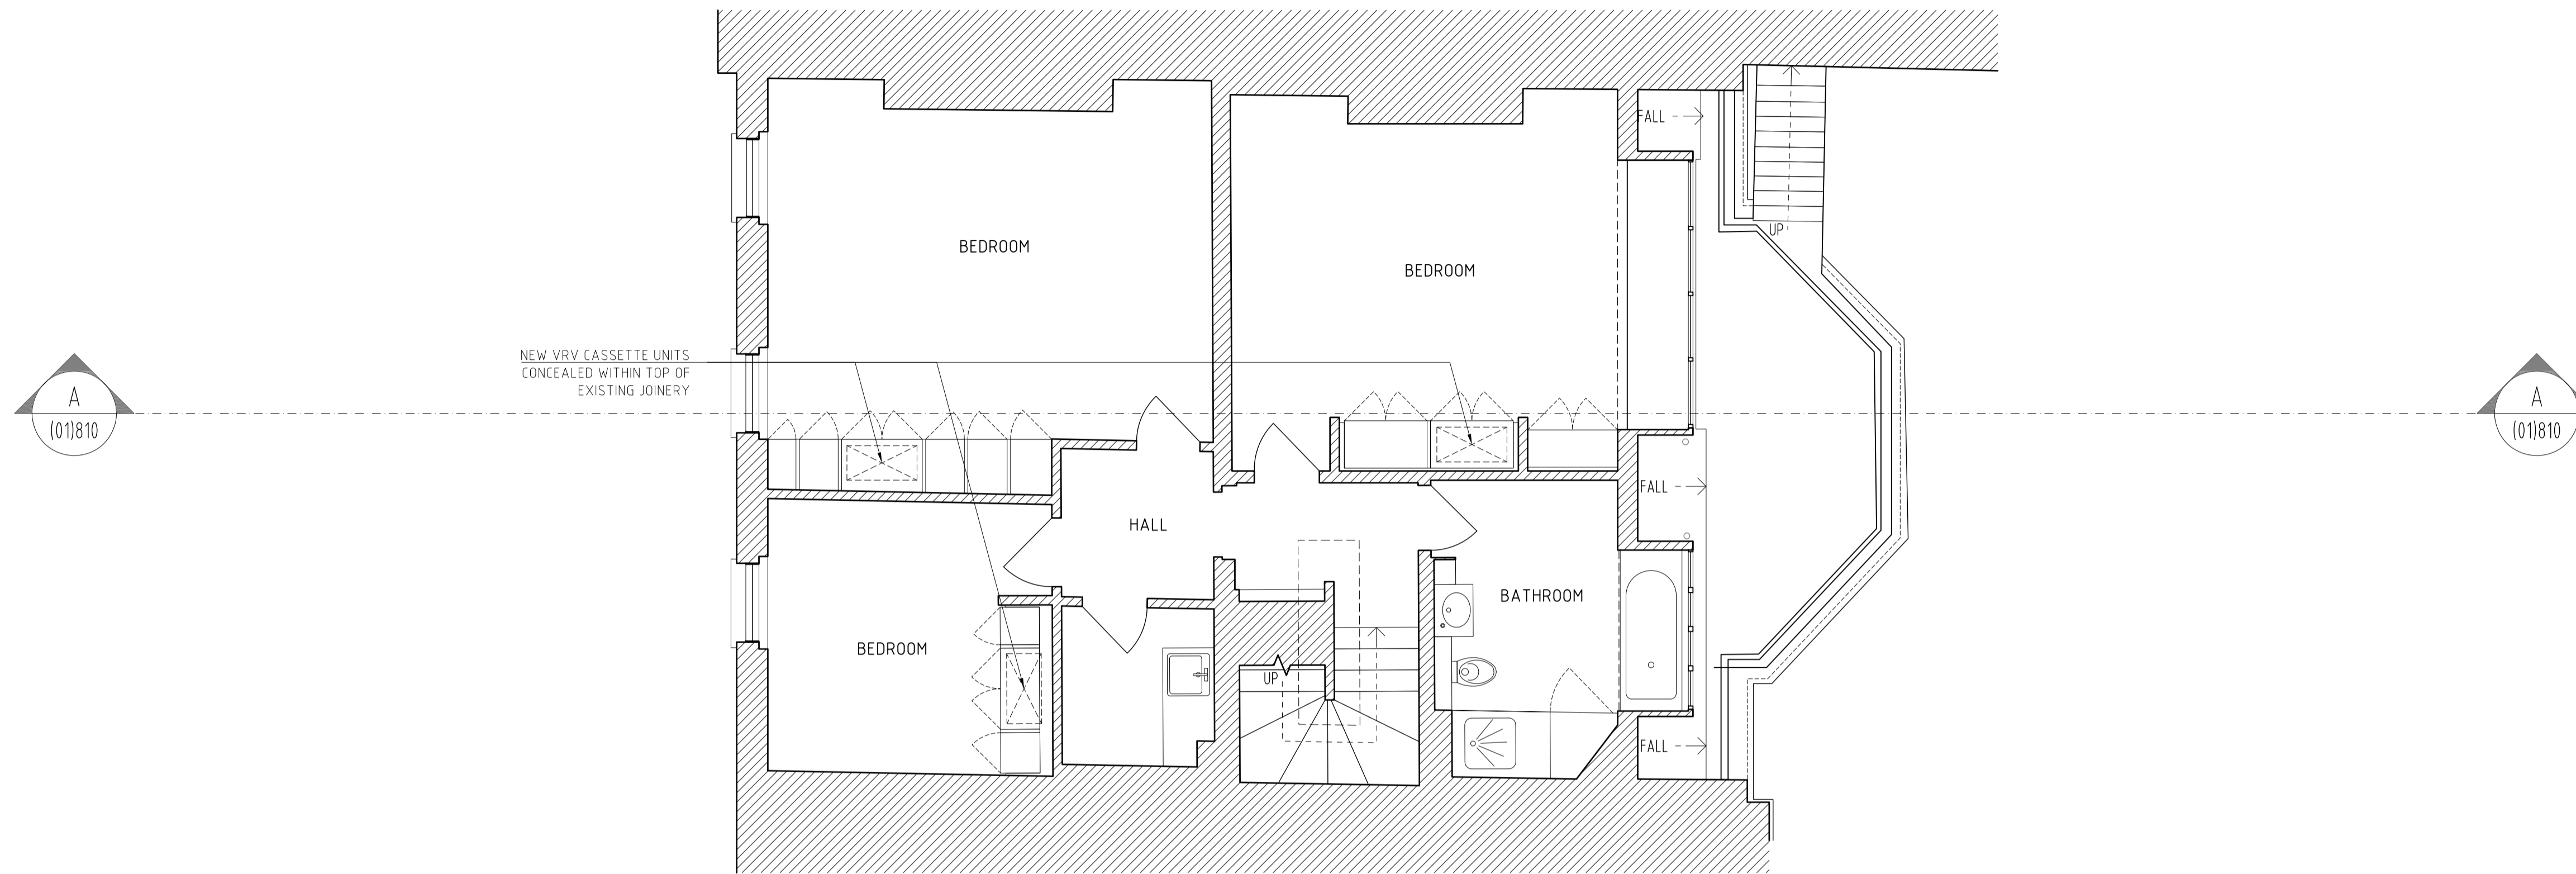 FALL
UP
BEDROOM
BEDROOM
NEW VRV CASSETTE UNITS
CONCEALED WITHIN TOP OF
EXISTING JOINERY
A
(01)810
A
(01)810
FALL
HALL
BATHROOM
BEDROOM
UP
FALL